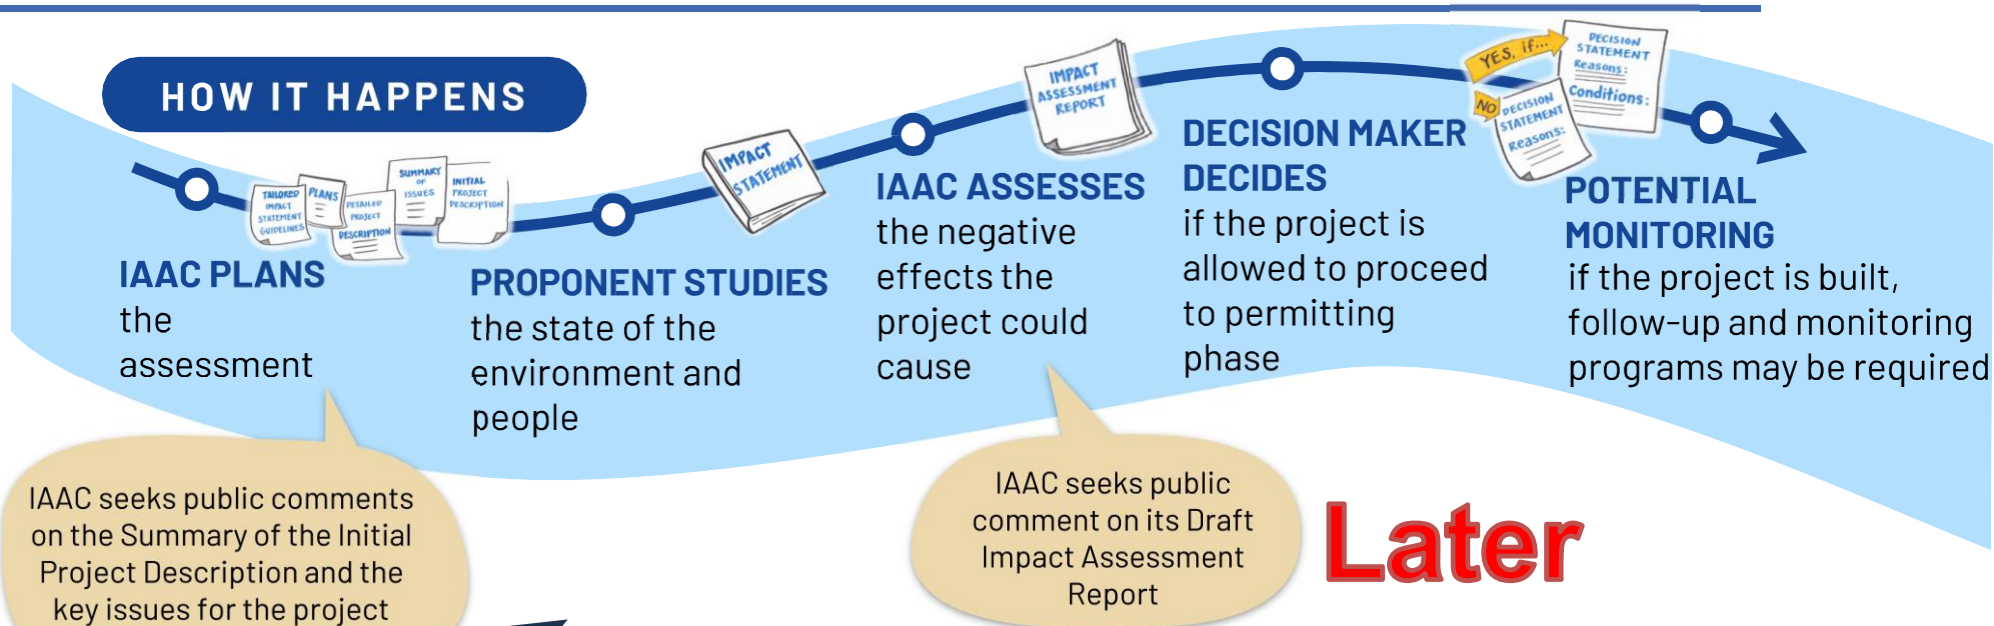 HOW IT HAPPENS
TAILORED
IMPACT
STATEMENT
GUIDELINES
PLANS
DETAILED
PROJECT
DESCRIPTION
SUMMARY
OF
ISSUES
INITIAL
PROJECT
DESCRIPTION
IAAC PLANS
the
assessment
IMPACT
STATEMENT
PROPONENT STUDIES
the state of the
environment and
people
IMPACT
ASSESSMENT
REPORT
IAAC ASSESSES
the negative
effects the
project could
cause
DECISION MAKER
DECIDES
if the project is
allowed to proceed
to permitting
phase
YES, if...
DECISION
STATEMENT
Reasons:
Conditions:
NO
DECISION
STATEMENT
Reasons:
POTENTIAL
MONITORING
if the project is built,
follow-up and monitoring
programs may be required
IAAC seeks public comments
on the Summary of the Initial
Project Description and the
key issues for the project
IAAC seeks public
comment on its Draft
Impact Assessment
Report
Later